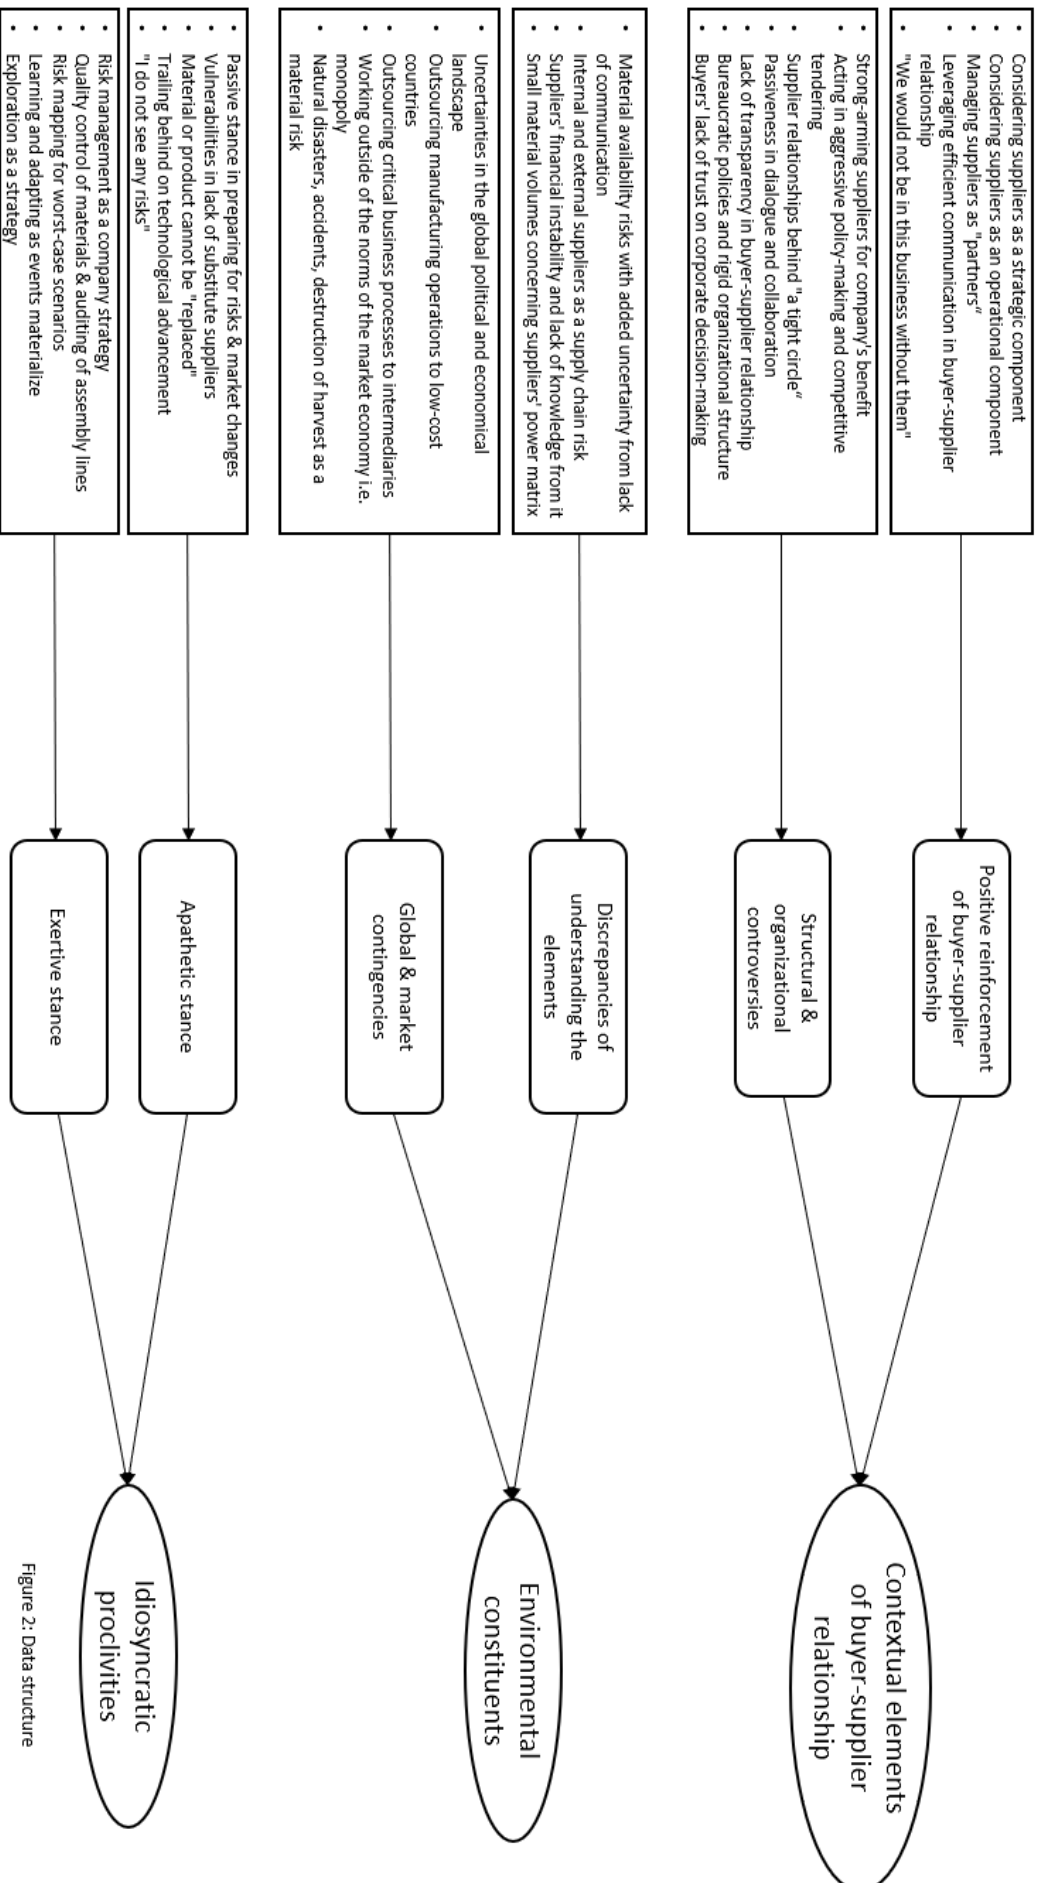 • Considering suppliers as a strategic component
• Considering suppliers as an operational component
• Managing suppliers as "partners“
• Leveraging efficient communication in buyer-supplier
relationship
• "We would not be in this business without them"
• Strong-arming suppliers for company's benefit
• Acting in aggressive policy-making and competitive
tendering
• Supplier relationships behind "a tight circle“
• Passiveness in dialogue and collaboration
• Lack of transparency in buyer-supplier relationship
• Bureaucratic policies and rigid organizational structure
• Buyers' lack of trust on corporate decision-making
• Material availability risks with added uncertainty from lack
of communication
• Internal and external suppliers as a supply chain risk
• Suppliers' financial instability and lack of knowledge from it
• Small material volumes concerning suppliers' power matrix
• Uncertainties in the global political and economical
landscape
• Outsourcing manufacturing operations to low-cost
countries
• Outsourcing critical business processes to intermediaries
• Working outside of the norms of the market economy i.e.
monopoly
• Natural disasters, accidents, destruction of harvest as a
material risk
• Passive stance in preparing for risks & market changes
• Vulnerabilities in lack of substitute suppliers
• Material or product cannot be "replaced"
• Trailing behind on technological advancement
• "I do not see any risks"
• Risk management as a company strategy
• Quality control of materials & auditing of assembly lines
• Risk mapping for worst-case scenarios
• Learning and adapting as events materialize
• Exploration as a strategy
Positive reinforcement
of buyer-supplier
relationship
Structural &
organizational
controversies
Discrepancies of
understanding the
elements
Global & market
contingencies
Apathetic stance
Exertive stance
Contextual elements
of buyer-supplier
relationship
Environmental
constituents
Idiosyncratic
proclivities
Figure 2: Data structure